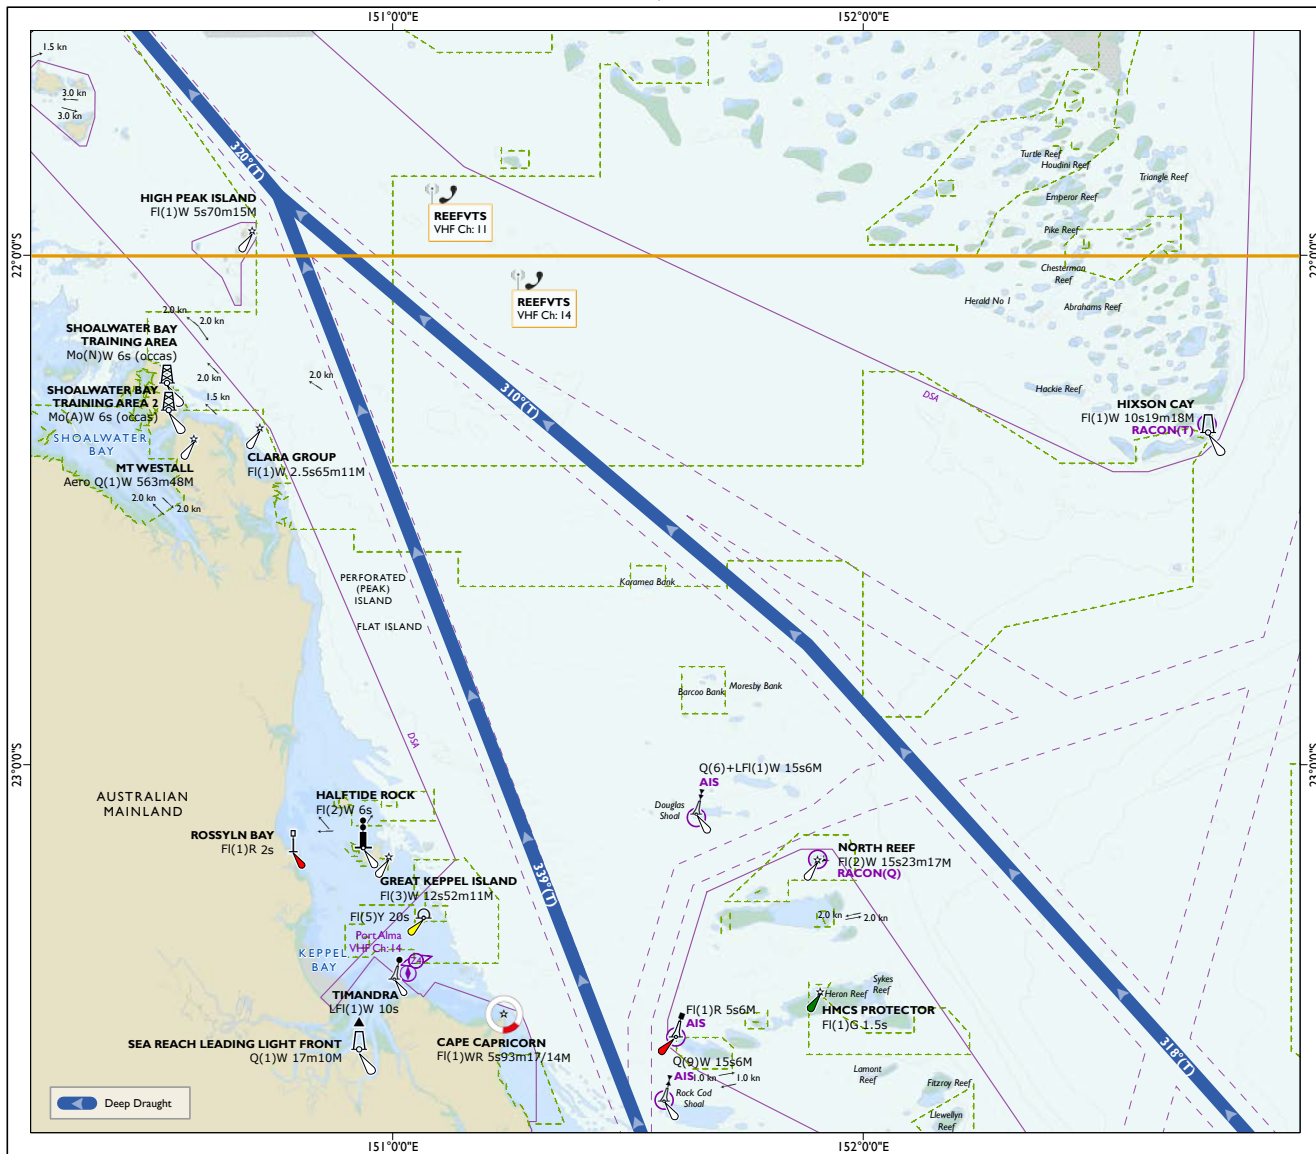 151°0'0"E
152°0'0"E
1.5 kn
3.0 kn
3.0 kn
320°(T)
Turtle Reef
Houdini Reef
Triangle Reef
Emperor Reef
Pike Reef
HIGH PEAK ISLAND
Fl(1)W 5s70m15M
REEFVTS
VHF Ch: 11
22°0'0"S
22°0'0"S
Chesterman
Reef
Herald No 1
Abrahams Reef
REEFVTS
VHF Ch: 14
2.0 kn
2.0 kn
SHOALWATER BAY
TRAINING AREA
Mo(N)W 6s (occas)
2.0 kn
2.0 kn
SHOALWATER BAY
TRAINING AREA 2
Mo(A)W 6s (occas)
1.5 kn
310°(T)
Hackie Reef
DSA
HIXSON CAY
Fl(1)W 10s19m18M
RACON(T)
SHOALWATER
BAY
CLARA GROUP
Fl(1)W 2.5s65m11M
MT WESTALL
Aero Q(1)W 563m48M
2.0 kn
2.0 kn
PERFORATED
(PEAK)
ISLAND
Karamea Bank
FLAT ISLAND
Barcoo Bank
Moresby Bank
DSA
23°0'0"S
23°0'0"S
Q(6)+LFl(1)W 15s6M
AIS
Douglas
Shoal
AUSTRALIAN
MAINLAND
HALFTIDE ROCK
Fl(2)W 6s
ROSSYLN BAY
Fl(1)R 2s
NORTH REEF
Fl(2)W 15s23m17M
RACON(Q)
GREAT KEPPEL ISLAND
Fl(3)W 12s52m11M
339°(T)
Fl(5)Y 20s
2.0 kn
2.0 kn
Port Alma
VHF Ch: 14
KEPPEL
BAY
TIMANDRA
LFl(1)W 10s
Sykes
Reef
Heron Reef
HMCS PROTECTOR
Fl(1)G 1.5s
Fl(1)R 5s6M
AIS
SEA REACH LEADING LIGHT FRONT
Q(1)W 17m10M
CAPE CAPRICORN
Fl(1)WR 5s93m17/14M
318°(T)
Q(9)W 15s6M
AIS
1.0 kn
1.0 kn
Rock Cod
Shoal
Lamont
Reef
Fitzroy Reef
Llewellyn
Reef
Deep Draught
151°0'0"E
152°0'0"E